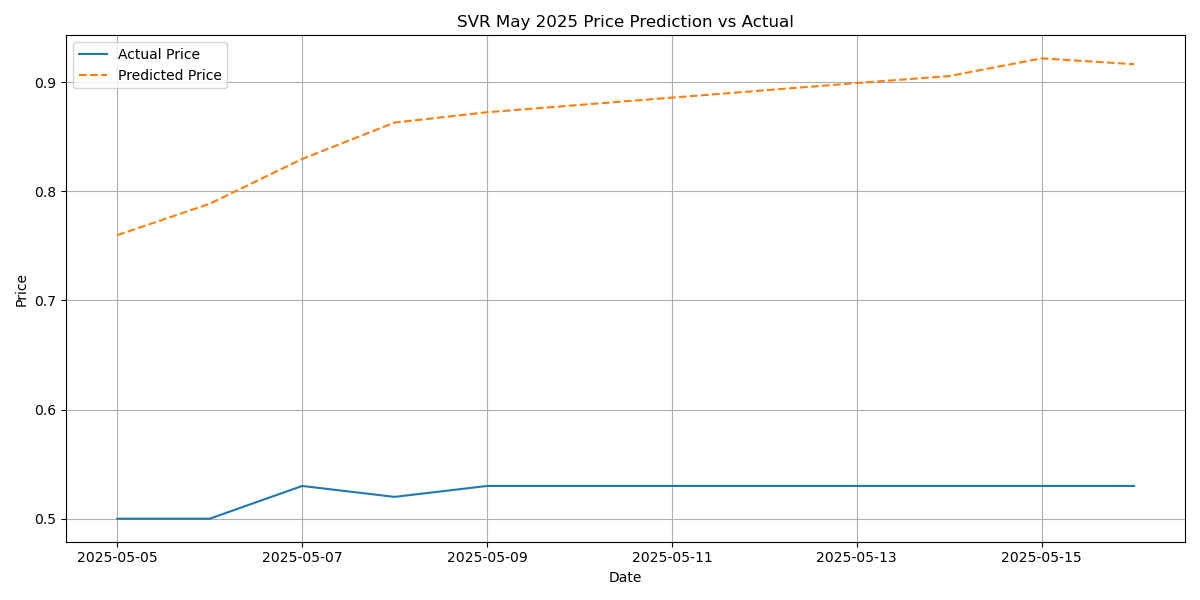 SVR May 2025 Price Prediction vs Actual
Actual Price
Predicted Price
0.9
0.8
0.7
0.6
0.5
Price
2025-05-05
2025-05-07
2025-05-09
2025-05-11
2025-05-13
2025-05-15
Date